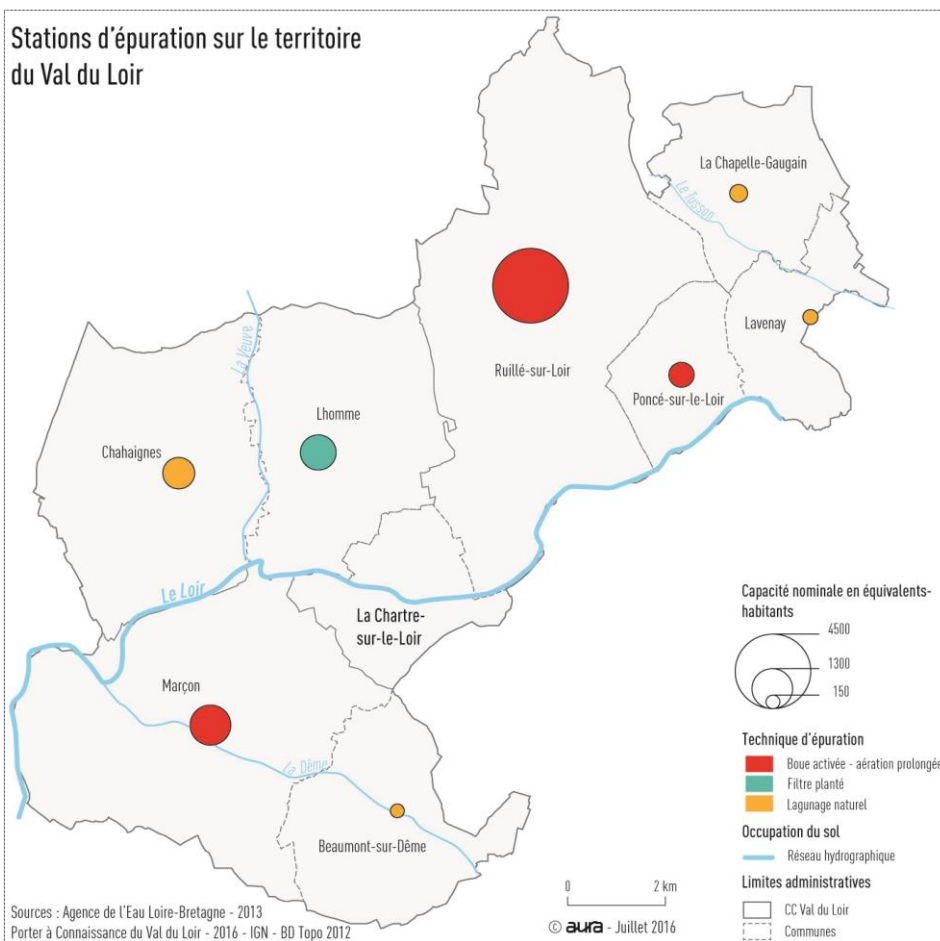 Stations d'épuration sur le territoire
du Val du Loir
La Chapelle-Gaugain
Le Tusson
La Veuve
Lavenay
Ruillé-sur-Loir
Poncé-sur-le-Loir
Lhomme
Chahaignes
Le Loir
La Chartre-
sur-le-Loir
Marçon
La Dême
Beaumont-sur-Dême
Capacité nominale en équivalents-
habitants
4500
1300
150
Technique d'épuration
Boue activée - aération prolongée
Filtre planté
Lagunage naturel
Occupation du sol
Réseau hydrographique
Limites administratives
CC Val du Loir
Communes
0 2 km
Sources : Agence de l'Eau Loire-Bretagne - 2013
Porter à Connaissance du Val du Loir - 2016 - IGN - BD Topo 2012
© aura - Juillet 2016